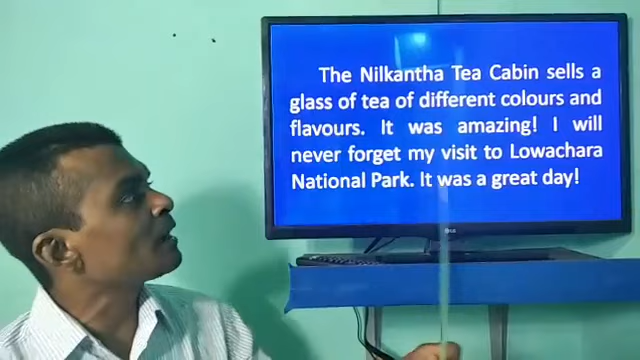 The Nilkantha Tea Cabin sells a
glass of tea of different colours and
flavours. It was amazing! I will
never forget my visit to Lowachara
National Park. It was a great day!